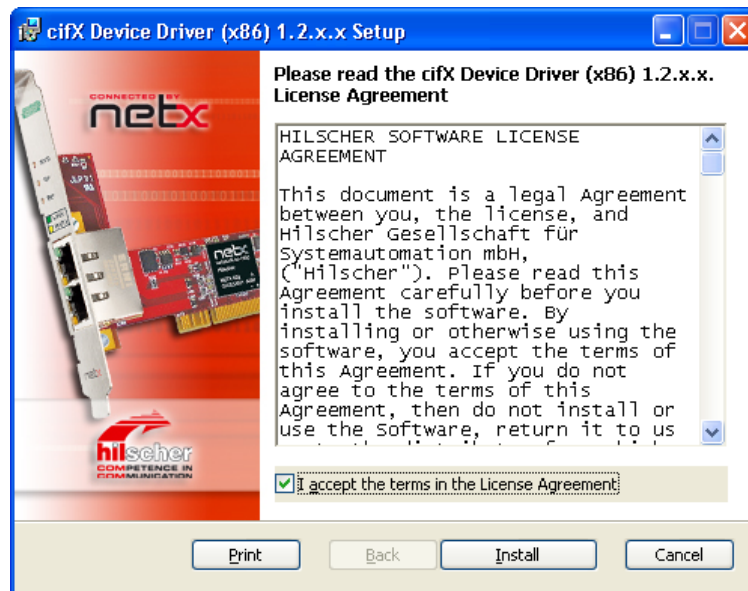 cifX Device Driver (x86) 1.2.x.x Setup
CONNECTED BY
netx
netx
netx
hilscher
COMPETENCE IN
COMMUNICATION
Please read the cifX Device Driver (x86) 1.2.x.x.
License Agreement
HILSCHER SOFTWARE LICENSE
AGREEMENT
This document is a legal Agreement
between you, the license, and
Hilscher Gesellschaft für
Systemautomation mbH,
("Hilscher"). Please read this
Agreement carefully before you
install the software. By
installing or otherwise using the
software, you accept the terms of
this Agreement. If you do not
agree to the terms of this
Agreement, then do not install or
use the Software, return it to us
I accept the terms in the License Agreement
Print
Back
Install
Cancel